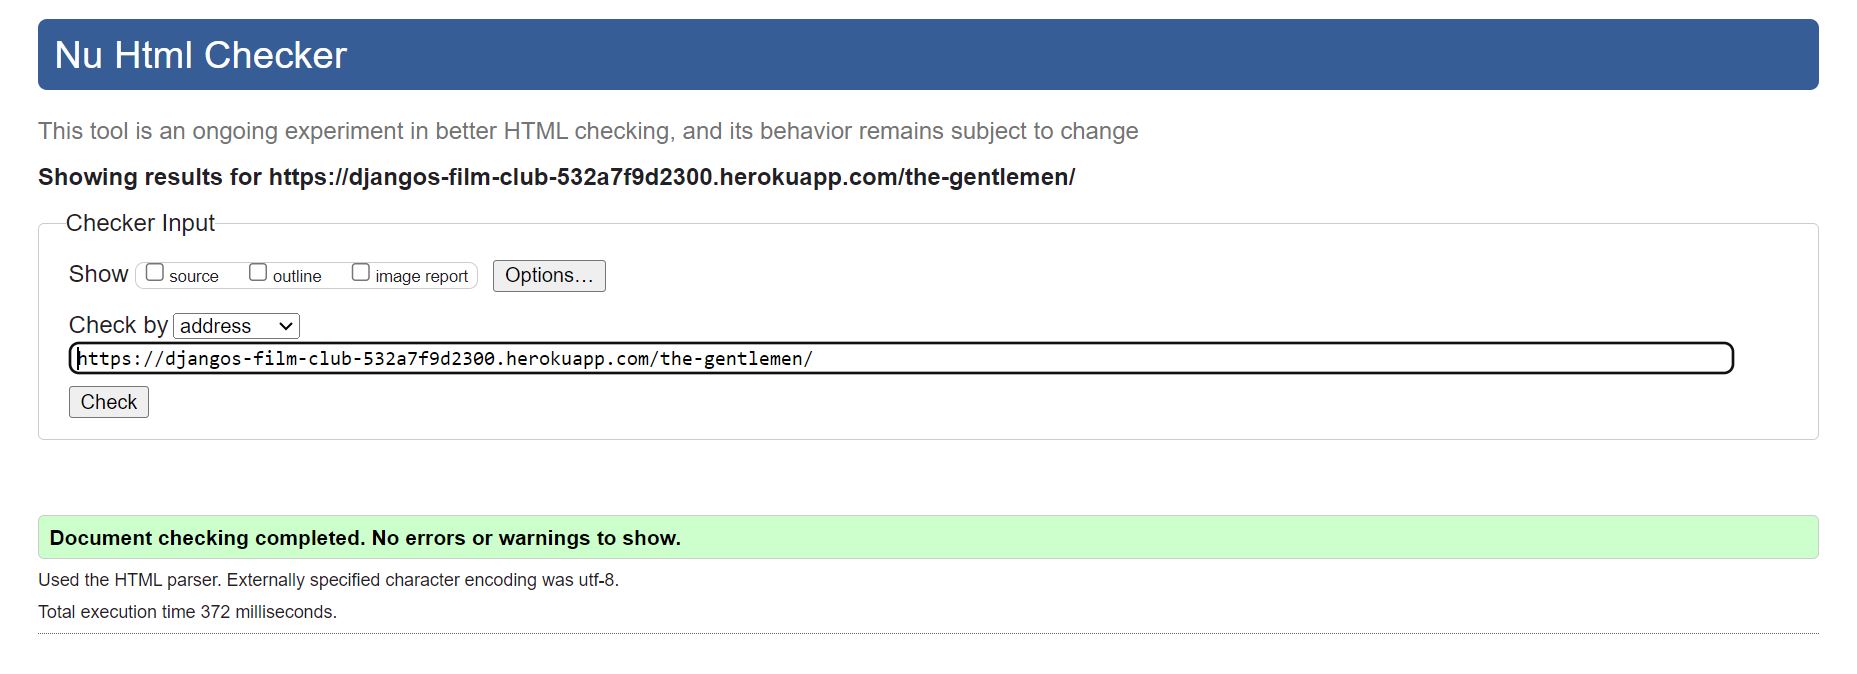 Nu Html Checker
This tool is an ongoing experiment in better HTML checking, and its behavior remains subject to change
Showing results for https://djangos-film-club-532a7f9d2300.herokuapp.com/the-gentlemen/
Checker Input
Show source outline image report Options...
Check by address
https://djangos-film-club-532a7f9d2300.herokuapp.com/the-gentlemen/
Check
Document checking completed. No errors or warnings to show.
Used the HTML parser. Externally specified character encoding was utf-8.
Total execution time 372 milliseconds.